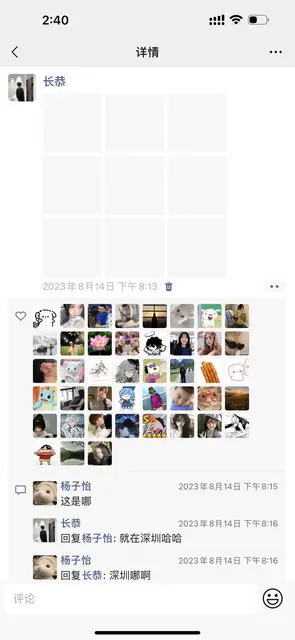 2:40
详情
长恭
2023年8月14日 下午8:13
杨子怡
2023年8月14日 下午8:15
这是哪
长恭
2023年8月14日 下午8:16
回复杨子怡: 就在深圳哈哈
杨子怡
2023年8月14日 下午8:16
回复长恭: 深圳哪啊
评论